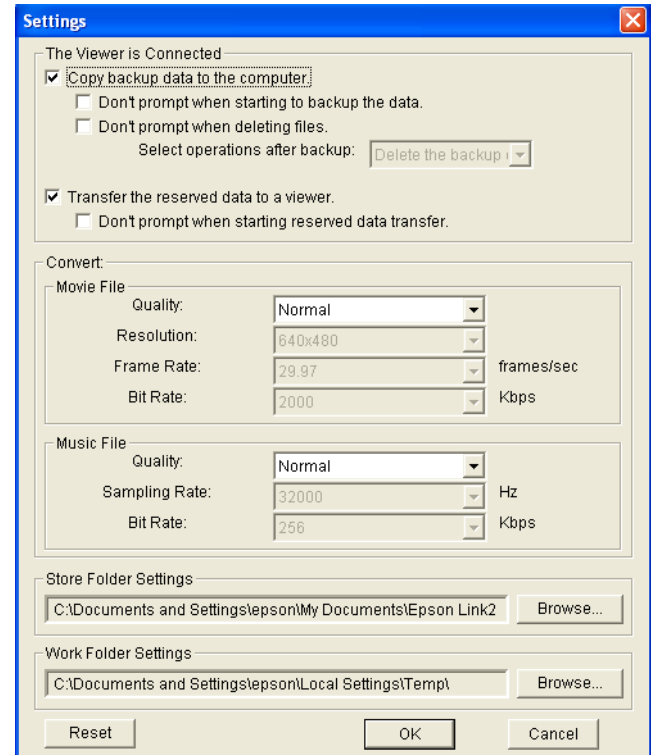 Settings
The Viewer is Connected
Copy backup data to the computer.
Don't prompt when starting to backup the data.
Don't prompt when deleting files.
Select operations after backup: Delete the backup
Transfer the reserved data to a viewer.
Don't prompt when starting reserved data transfer.
Convert:
Movie File
Quality: Normal
Resolution: 640x480
Frame Rate: 29.97 frames/sec
Bit Rate: 2000 Kbps
Music File
Quality: Normal
Sampling Rate: 32000 Hz
Bit Rate: 256 Kbps
Store Folder Settings
C:\Documents and Settings\epson\My Documents\Epson Link2 Browse...
Work Folder Settings
C:\Documents and Settings\epson\Local Settings\Temp\ Browse...
Reset OK Cancel